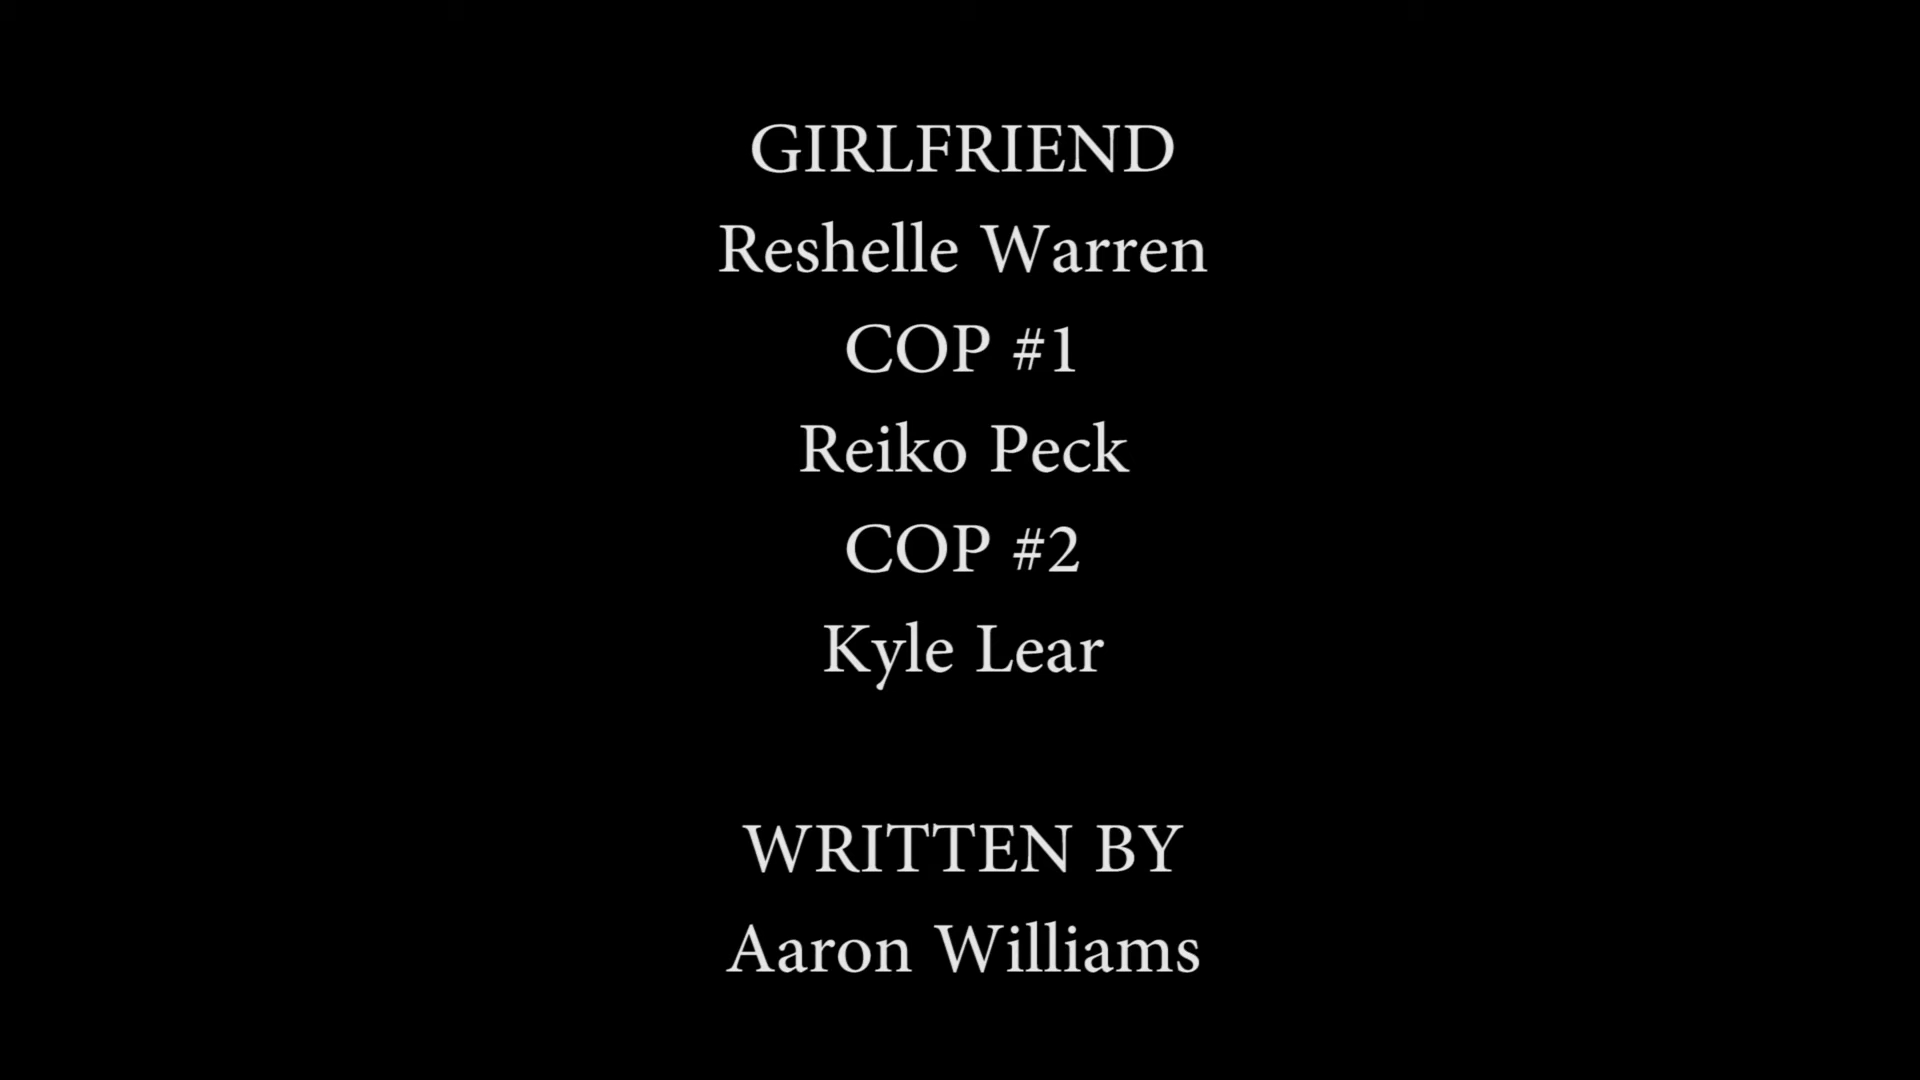 GIRLFRIEND
Reshelle Warren
COP #1
Reiko Peck
COP #2
Kyle Lear
WRITTEN BY
Aaron Williams